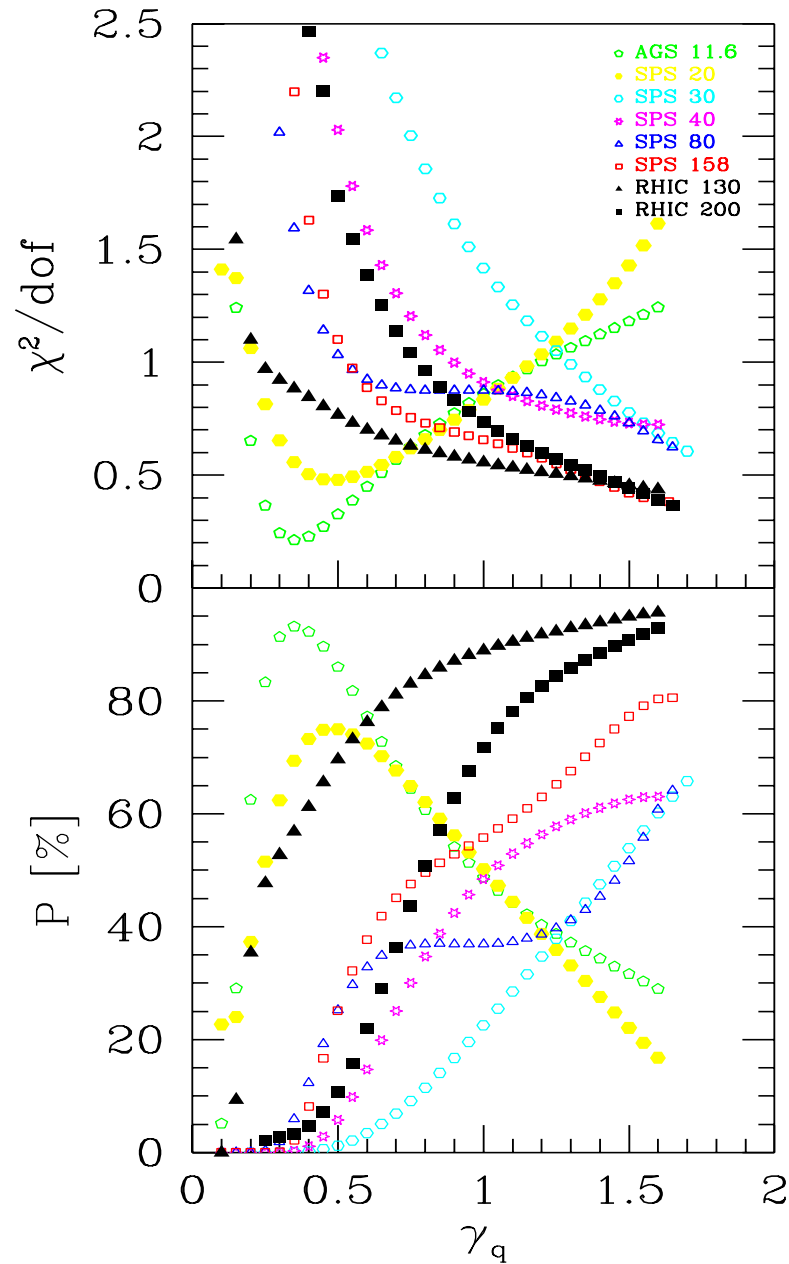 2.5
2
1.5
1
0.5
0
χ²/dof
AGS 11.6
SPS 20
SPS 30
SPS 40
SPS 80
SPS 158
RHIC 130
RHIC 200
80
60
40
20
0
P [%]
0 0.5 1 1.5 2
γq